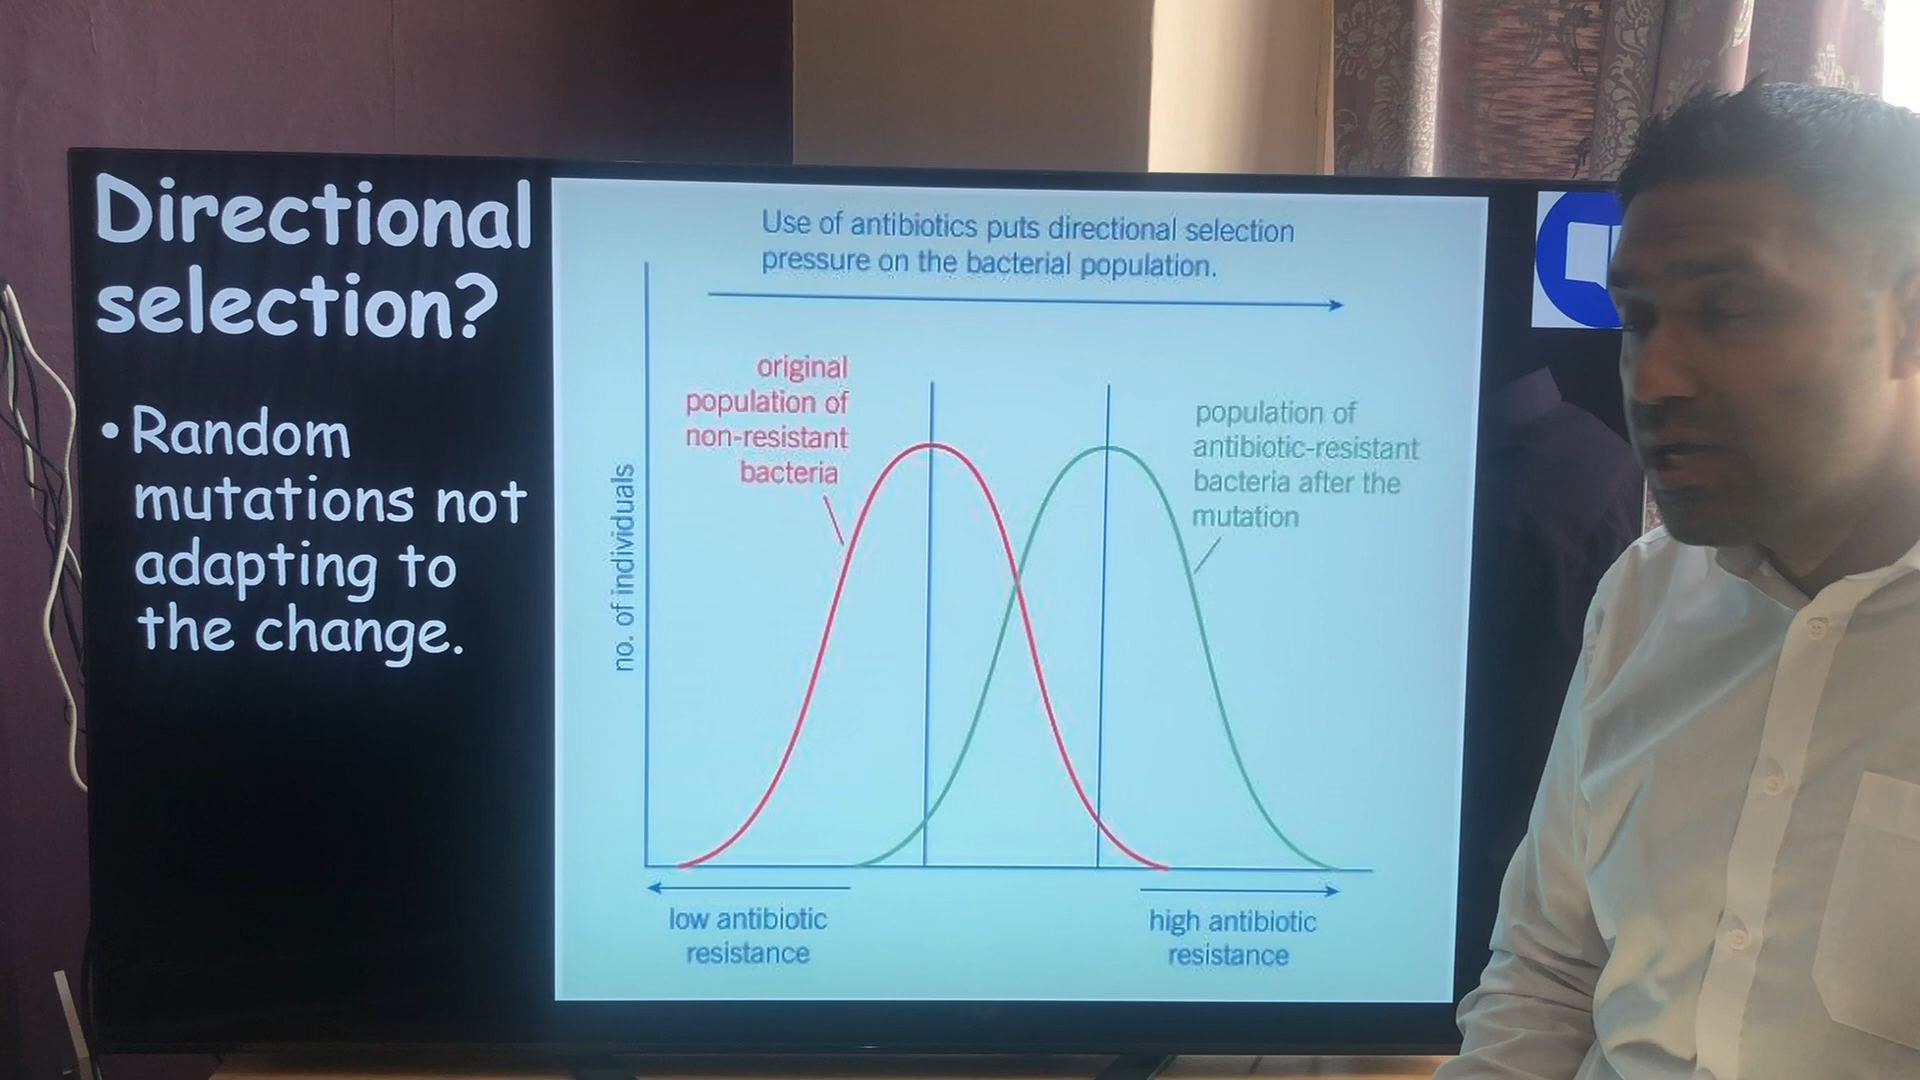 Directional
selection?
• Random
mutations not
adapting to
the change.
Use of antibiotics puts directional selection
pressure on the bacterial population.
original
population of
non-resistant
bacteria
population of
antibiotic-resistant
bacteria after the
mutation
no. of individuals
low antibiotic
resistance
high antibiotic
resistance